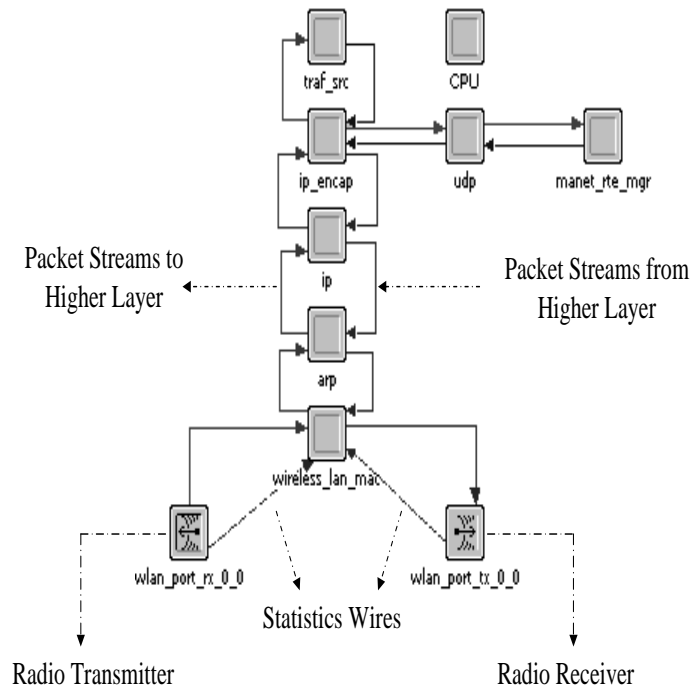 traf_src
CPU
ip_encap
udp
manet_rte_mgr
Packet Streams to
Higher Layer
ip
Packet Streams from
Higher Layer
arp
wireless_lan_mac
wlan_port_rx_0_0
wlan_port_tx_0_0
Statistics Wires
Radio Transmitter
Radio Receiver